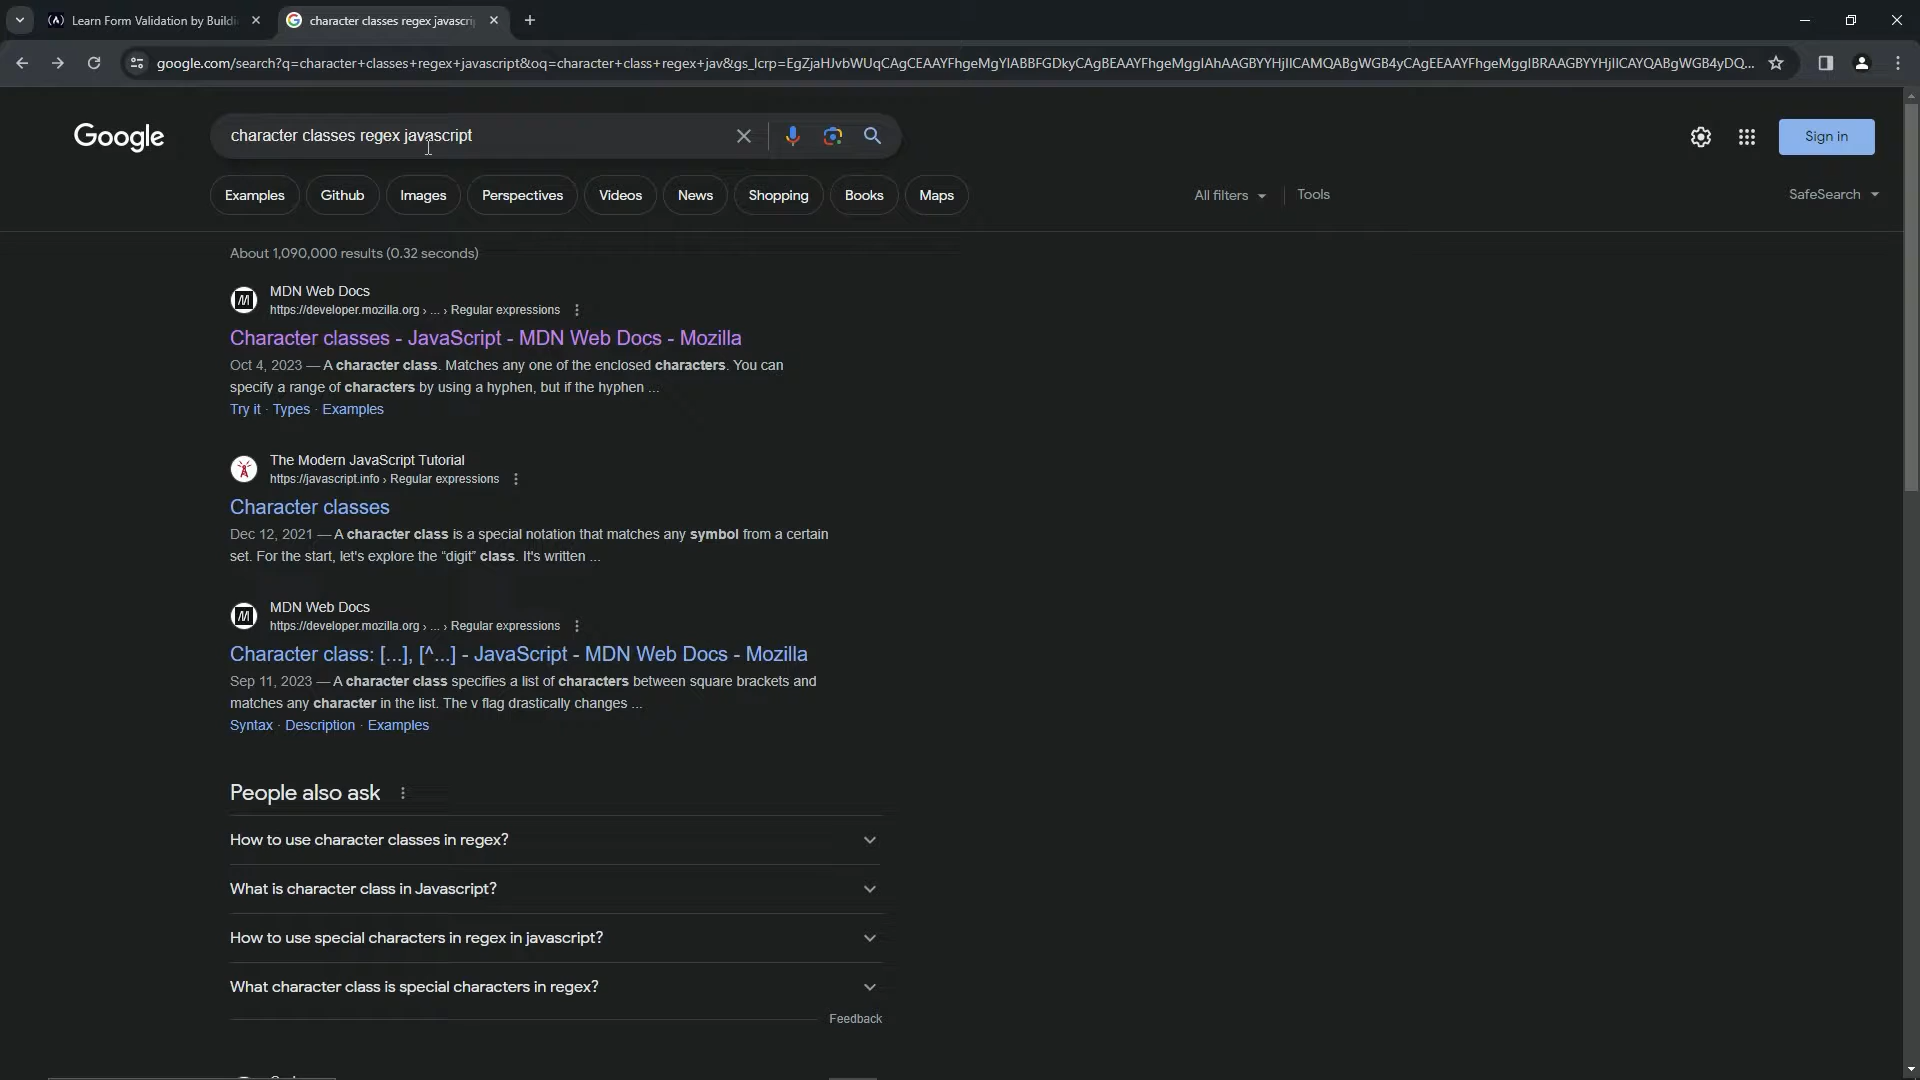 Learn Form Validation by Buildi
character classes regex javascri
google.com/search?q=character+classes+regex+javascript&oq=character+class+regex+jav&gs_lcrp=EgZjaHJvbWUqCAgCEAAYFhgeMgYIABBFGDkyCAgBEAAYFhgeMggIAhAAGBYYHjIICAMQABgWGB4yCAgEEAAYFhgeMggIBRAAGBYYHjIICAYQABgWGB4yDQ...
Google
character classes regex javascript
Sign in
Examples Github Images Perspectives Videos News Shopping Books Maps All filters Tools SafeSearch
About 1,090,000 results (0.32 seconds)
MDN Web Docs
https://developer.mozilla.org › ... › Regular expressions
Character classes - JavaScript - MDN Web Docs - Mozilla
Oct 4, 2023 — A character class. Matches any one of the enclosed characters. You can
specify a range of characters by using a hyphen, but if the hyphen ...
Try it · Types · Examples
The Modern JavaScript Tutorial
https://javascript.info › Regular expressions
Character classes
Dec 12, 2021 — A character class is a special notation that matches any symbol from a certain
set. For the start, let's explore the “digit” class. It's written ...
MDN Web Docs
https://developer.mozilla.org › ... › Regular expressions
Character class: [...], [^...] - JavaScript - MDN Web Docs - Mozilla
Sep 11, 2023 — A character class specifies a list of characters between square brackets and
matches any character in the list. The v flag drastically changes ...
Syntax · Description · Examples
People also ask
How to use character classes in regex?
What is character class in Javascript?
How to use special characters in regex in javascript?
What character class is special characters in regex?
Feedback